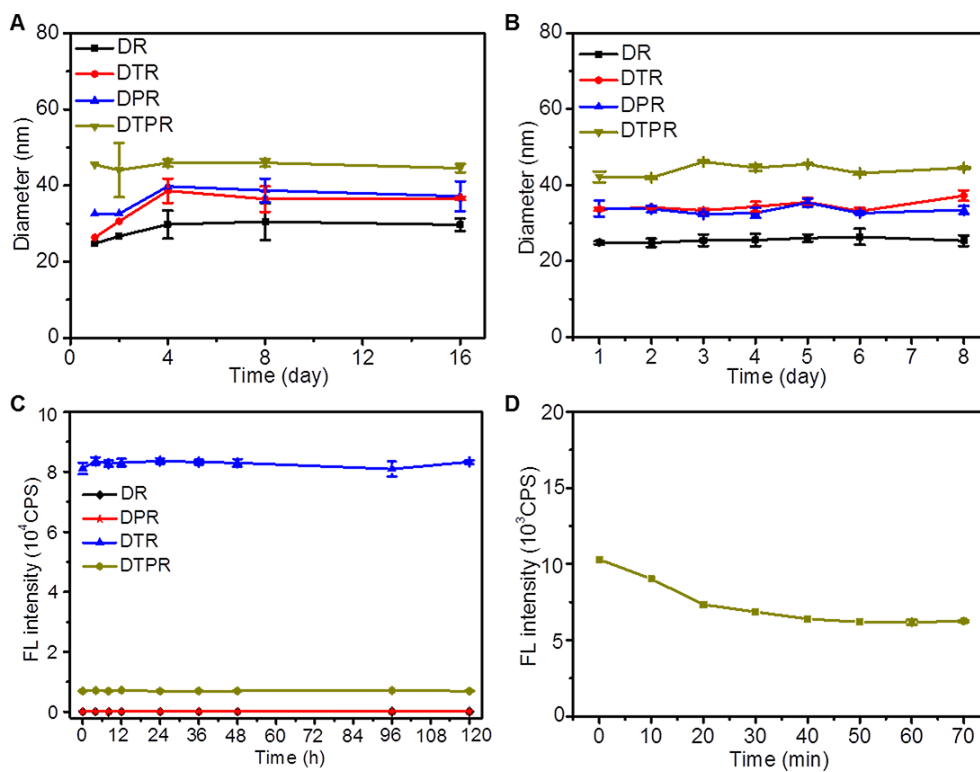 A
DR
DTR
DPR
DTPR
Diameter (nm)
0
20
40
60
80
0
4
8
12
16
Time (day)
B
DR
DTR
DPR
DTPR
Diameter (nm)
0
20
40
60
80
1
2
3
4
5
6
7
8
Time (day)
C
DR
DPR
DTR
DTPR
FL intensity (10⁴CPS)
0
2
4
6
8
10
0 12 24 36 48 60 72 84 96 108 120
Time (h)
D
FL intensity (10³CPS)
0
5
10
15
20
0 10 20 30 40 50 60 70
Time (min)